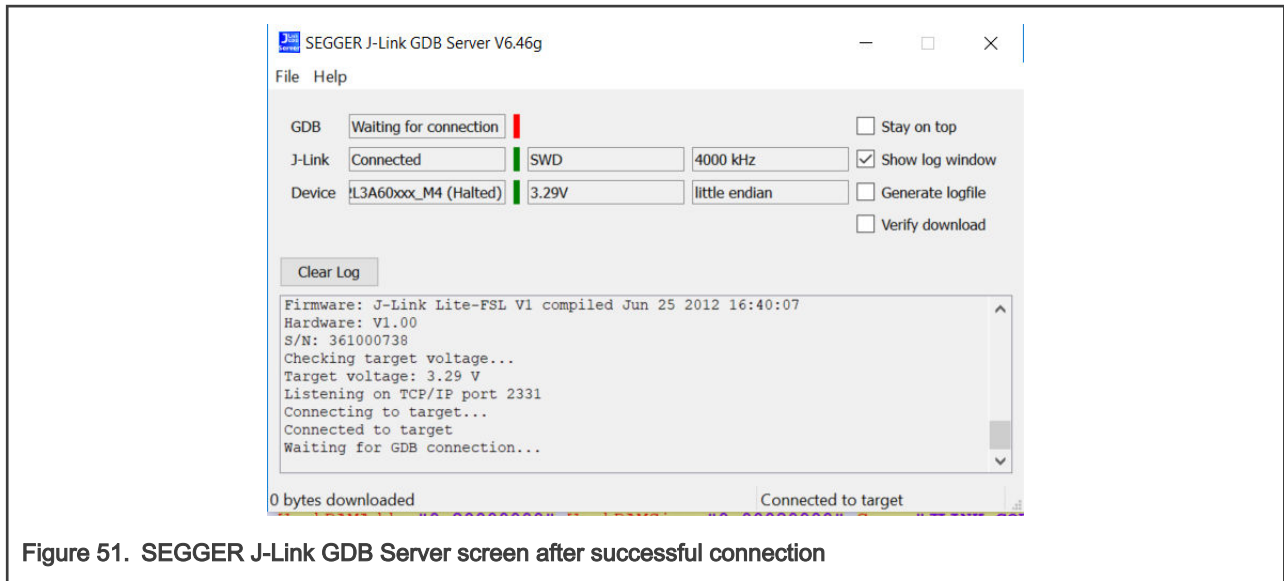 SEGGER J-Link GDB Server V6.46g
File Help
GDB Waiting for connection Stay on top
J-Link Connected SWD 4000 kHz Show log window
Device 2L3A60xxx_M4 (Halted) 3.29V little endian Generate logfile
Verify download
Clear Log
Firmware: J-Link Lite-FSL V1 compiled Jun 25 2012 16:40:07
Hardware: V1.00
S/N: 361000738
Checking target voltage...
Target voltage: 3.29 V
Listening on TCP/IP port 2331
Connecting to target...
Connected to target
Waiting for GDB connection...
0 bytes downloaded Connected to target
Figure 51. SEGGER J-Link GDB Server screen after successful connection